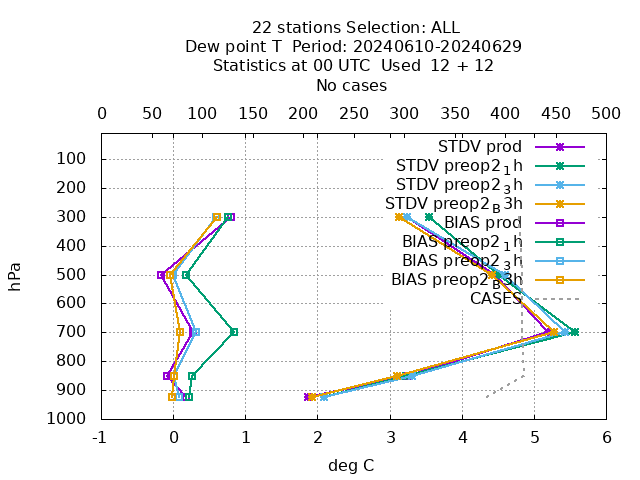 22 stations Selection: ALL
Dew point T  Period: 20240610-20240629
Statistics at 00 UTC  Used  12 + 12
No cases
0 50 100 150 200 250 300 350 400 450 500
STDV prod
STDV preop2₁h
STDV preop2₃h
STDV preop2_B3h
BIAS prod
BIAS preop2₁h
BIAS preop2₃h
BIAS preop2_B3h
CASES
100
200
300
400
500
600
700
800
900
1000
hPa
-1 0 1 2 3 4 5 6
deg C